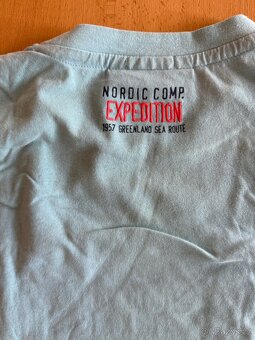 NORDIC COMP.
EXPEDITION
1957 GREENLAND SEA ROUTE